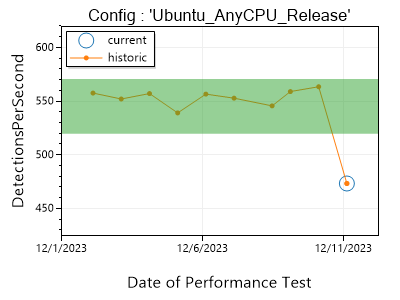 Config : 'Ubuntu_AnyCPU_Release'
current
historic
600
550
500
450
DetectionsPerSecond
12/1/2023
12/6/2023
12/11/2023
Date of Performance Test